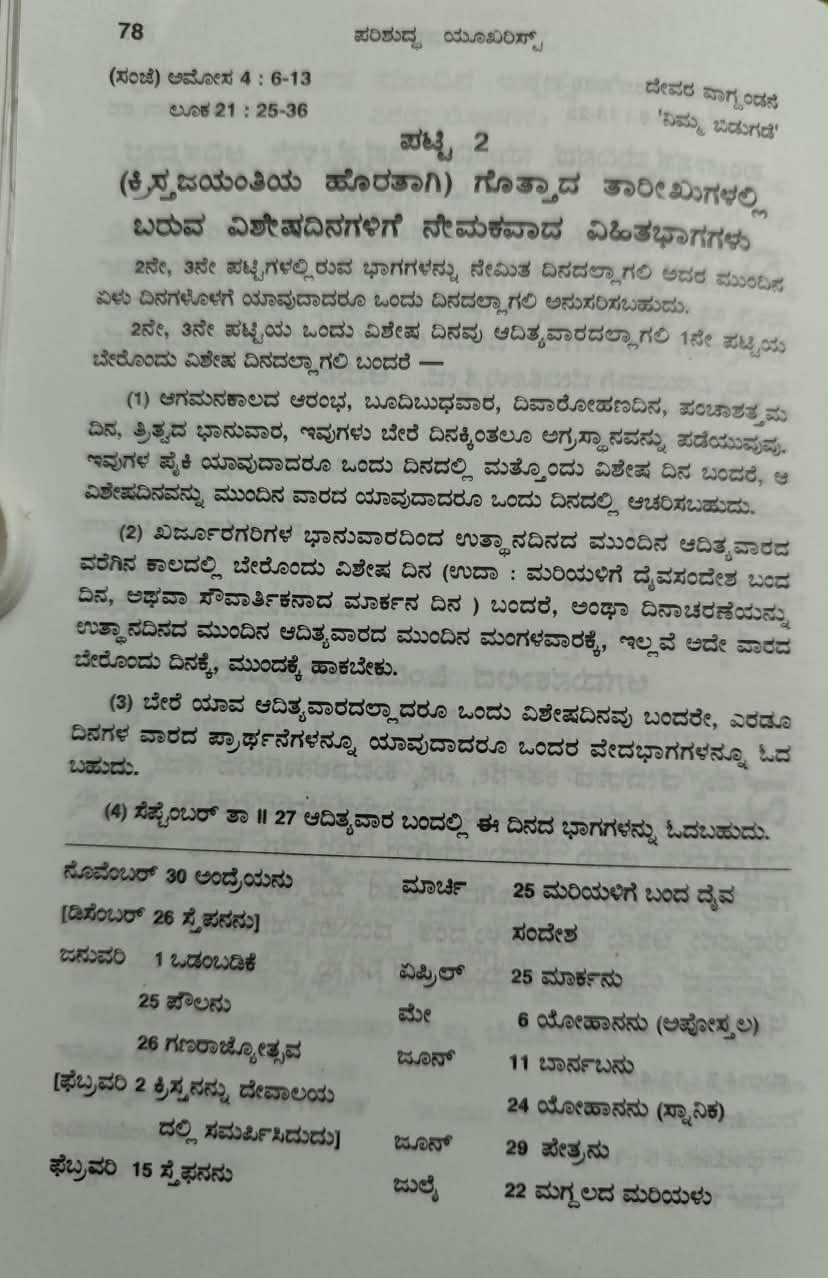 78 ಪರಿಶುದ್ಧ ಯೂಖರಿಸ್ಟ್
(ಸಂಜೆ) ಆಮೋಸ 4 : 6-13 ದೇವರ ವಾಗ್ದಂಡನೆ
ಲೂಕ 21 : 25-36 'ನಿಮ್ಮ ಬಿಡುಗಡೆ'
ಪಟ್ಟಿ 2
(ಕ್ರಿಸ್ತಜಯಂತಿಯ ಹೊರತಾಗಿ) ಗೊತ್ತಾದ ತಾರೀಖುಗಳಲ್ಲಿ
ಬರುವ ವಿಶೇಷದಿನಗಳಿಗೆ ನೇಮಕವಾದ ವಿಹಿತಭಾಗಗಳು
2ನೇ, 3ನೇ ಪಟ್ಟಿಗಳಲ್ಲಿರುವ ಭಾಗಗಳನ್ನು ನೇಮಿತ ದಿನದಲ್ಲಾಗಲಿ ಅದರ ಮುಂದಿನ
ಏಳು ದಿನಗಳೊಳಗೆ ಯಾವುದಾದರೂ ಒಂದು ದಿನದಲ್ಲಾಗಲಿ ಅನುಸರಿಸಬಹುದು.
2ನೇ, 3ನೇ ಪಟ್ಟಿಯ ಒಂದು ವಿಶೇಷ ದಿನವು ಆದಿತ್ಯವಾರದಲ್ಲಾಗಲಿ 1ನೇ ಪಟ್ಟಿಯ
ಬೇರೊಂದು ವಿಶೇಷ ದಿನದಲ್ಲಾಗಲಿ ಬಂದರೆ —
(1) ಆಗಮನಕಾಲದ ಆರಂಭ, ಬೂದಿಬುಧವಾರ, ದಿವಾರೋಹಣದಿನ, ಪಂಚಾಶತ್ತಮ
ದಿನ, ತ್ರಿತ್ವದ ಭಾನುವಾರ, ಇವುಗಳು ಬೇರೆ ದಿನಕ್ಕಿಂತಲೂ ಅಗ್ರಸ್ಥಾನವನ್ನು ಪಡೆಯುವುವು.
ಇವುಗಳ ಪೈಕಿ ಯಾವುದಾದರೂ ಒಂದು ದಿನದಲ್ಲಿ ಮತ್ತೊಂದು ವಿಶೇಷ ದಿನ ಬಂದರೆ, ಆ
ವಿಶೇಷದಿನವನ್ನು ಮುಂದಿನ ವಾರದ ಯಾವುದಾದರೂ ಒಂದು ದಿನದಲ್ಲಿ ಆಚರಿಸಬಹುದು.
(2) ಖರ್ಜೂರಗರಿಗಳ ಭಾನುವಾರದಿಂದ ಉತ್ಥಾನದಿನದ ಮುಂದಿನ ಆದಿತ್ಯವಾರದ
ವರೆಗಿನ ಕಾಲದಲ್ಲಿ ಬೇರೊಂದು ವಿಶೇಷ ದಿನ (ಉದಾ : ಮರಿಯಳಿಗೆ ದೈವಸಂದೇಶ ಬಂದ
ದಿನ, ಅಥವಾ ಸೌವಾರ್ತಿಕನಾದ ಮಾರ್ಕನ ದಿನ ) ಬಂದರೆ, ಅಂಥಾ ದಿನಾಚರಣೆಯನ್ನು
ಉತ್ಥಾನದಿನದ ಮುಂದಿನ ಆದಿತ್ಯವಾರದ ಮುಂದಿನ ಮಂಗಳವಾರಕ್ಕೆ, ಇಲ್ಲವೆ ಅದೇ ವಾರದ
ಬೇರೊಂದು ದಿನಕ್ಕೆ, ಮುಂದಕ್ಕೆ ಹಾಕಬೇಕು.
(3) ಬೇರೆ ಯಾವ ಆದಿತ್ಯವಾರದಲ್ಲಾದರೂ ಒಂದು ವಿಶೇಷದಿನವು ಬಂದರೇ, ಎರಡೂ
ದಿನಗಳ ವಾರದ ಪ್ರಾರ್ಥನೆಗಳನ್ನೂ ಯಾವುದಾದರೂ ಒಂದರ ವೇದಭಾಗಗಳನ್ನೂ ಓದ
ಬಹುದು.
(4) ಸೆಪ್ಟೆಂಬರ್ ತಾ॥ 27 ಆದಿತ್ಯವಾರ ಬಂದಲ್ಲಿ ಈ ದಿನದ ಭಾಗಗಳನ್ನು ಓದಬಹುದು.
ನೊವೆಂಬರ್ 30 ಅಂದ್ರೆಯನು
[ಡಿಸೆಂಬರ್ 26 ಸ್ತೆಫನನು]
ಜನುವರಿ 1 ಒಡಂಬಡಿಕೆ
25 ಪೌಲನು
26 ಗಣರಾಜ್ಯೋತ್ಸವ
[ಫೆಬ್ರವರಿ 2 ಕ್ರಿಸ್ತನನ್ನು ದೇವಾಲಯ
ದಲ್ಲಿ ಸಮರ್ಪಿಸಿದುದು]
ಫೆಬ್ರವರಿ 15 ಸ್ತೆಫನನು
ಮಾರ್ಚಿ 25 ಮರಿಯಳಿಗೆ ಬಂದ ದೈವ
ಸಂದೇಶ
ಏಪ್ರಿಲ್ 25 ಮಾರ್ಕನು
ಮೇ 6 ಯೋಹಾನನು (ಅಪೋಸ್ತಲ)
ಜೂನ್ 11 ಬಾರ್ನಬನು
24 ಯೋಹಾನನು (ಸ್ನಾನಿಕ)
ಜೂನ್ 29 ಪೇತ್ರನು
ಜುಲೈ 22 ಮಗ್ದಲದ ಮರಿಯಳು